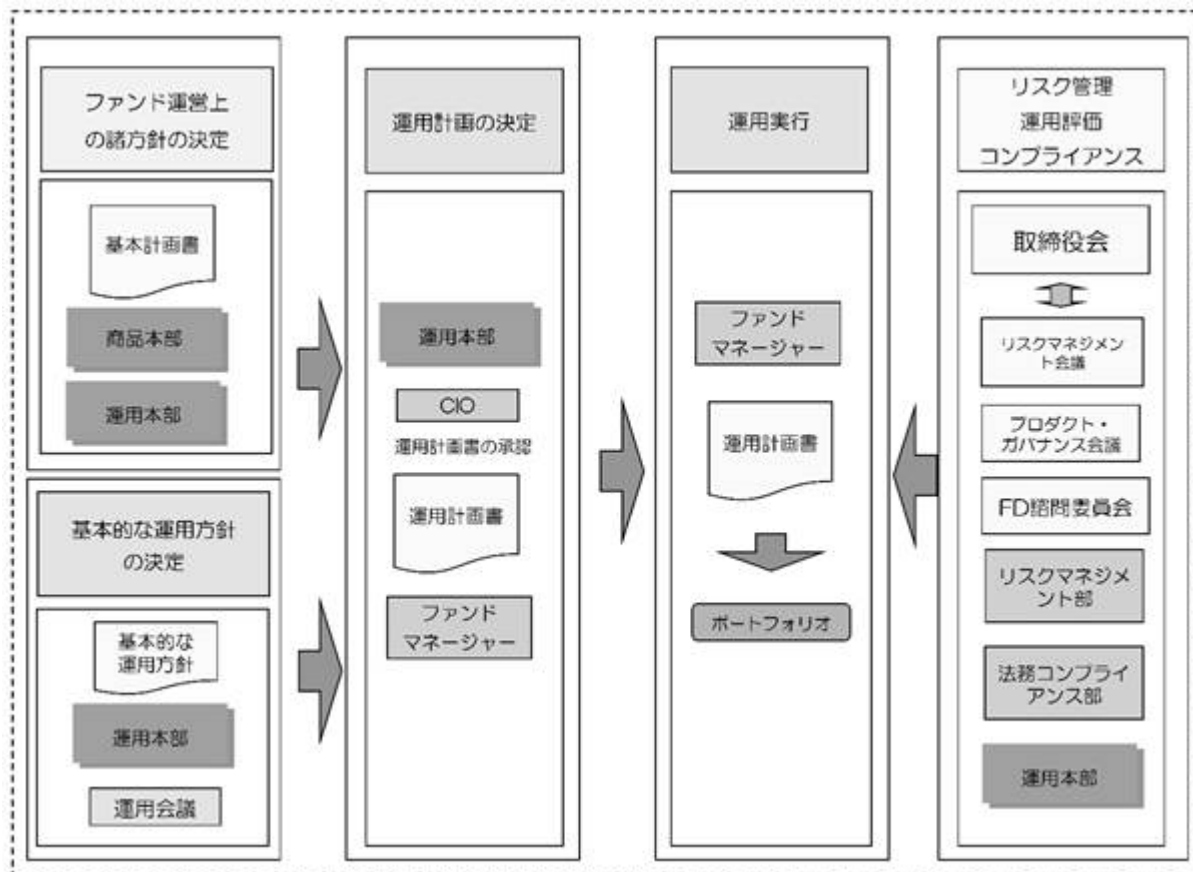 ファンド運営上
の諸方針の決定
基本計画書
商品本部
運用本部
基本的な運用方針
の決定
基本的な
運用方針
運用本部
運用会議
運用計画の決定
運用本部
CIO
運用計画書の承認
運用計画書
ファンド
マネージャー
運用実行
ファンド
マネージャー
運用計画書
ポートフォリオ
リスク管理
運用評価
コンプライアンス
取締役会
リスクマネジメン
ト会議
プロダクト・
ガバナンス会議
FD諮問委員会
リスクマネジメ
ント部
法務コンプライ
アンス部
運用本部